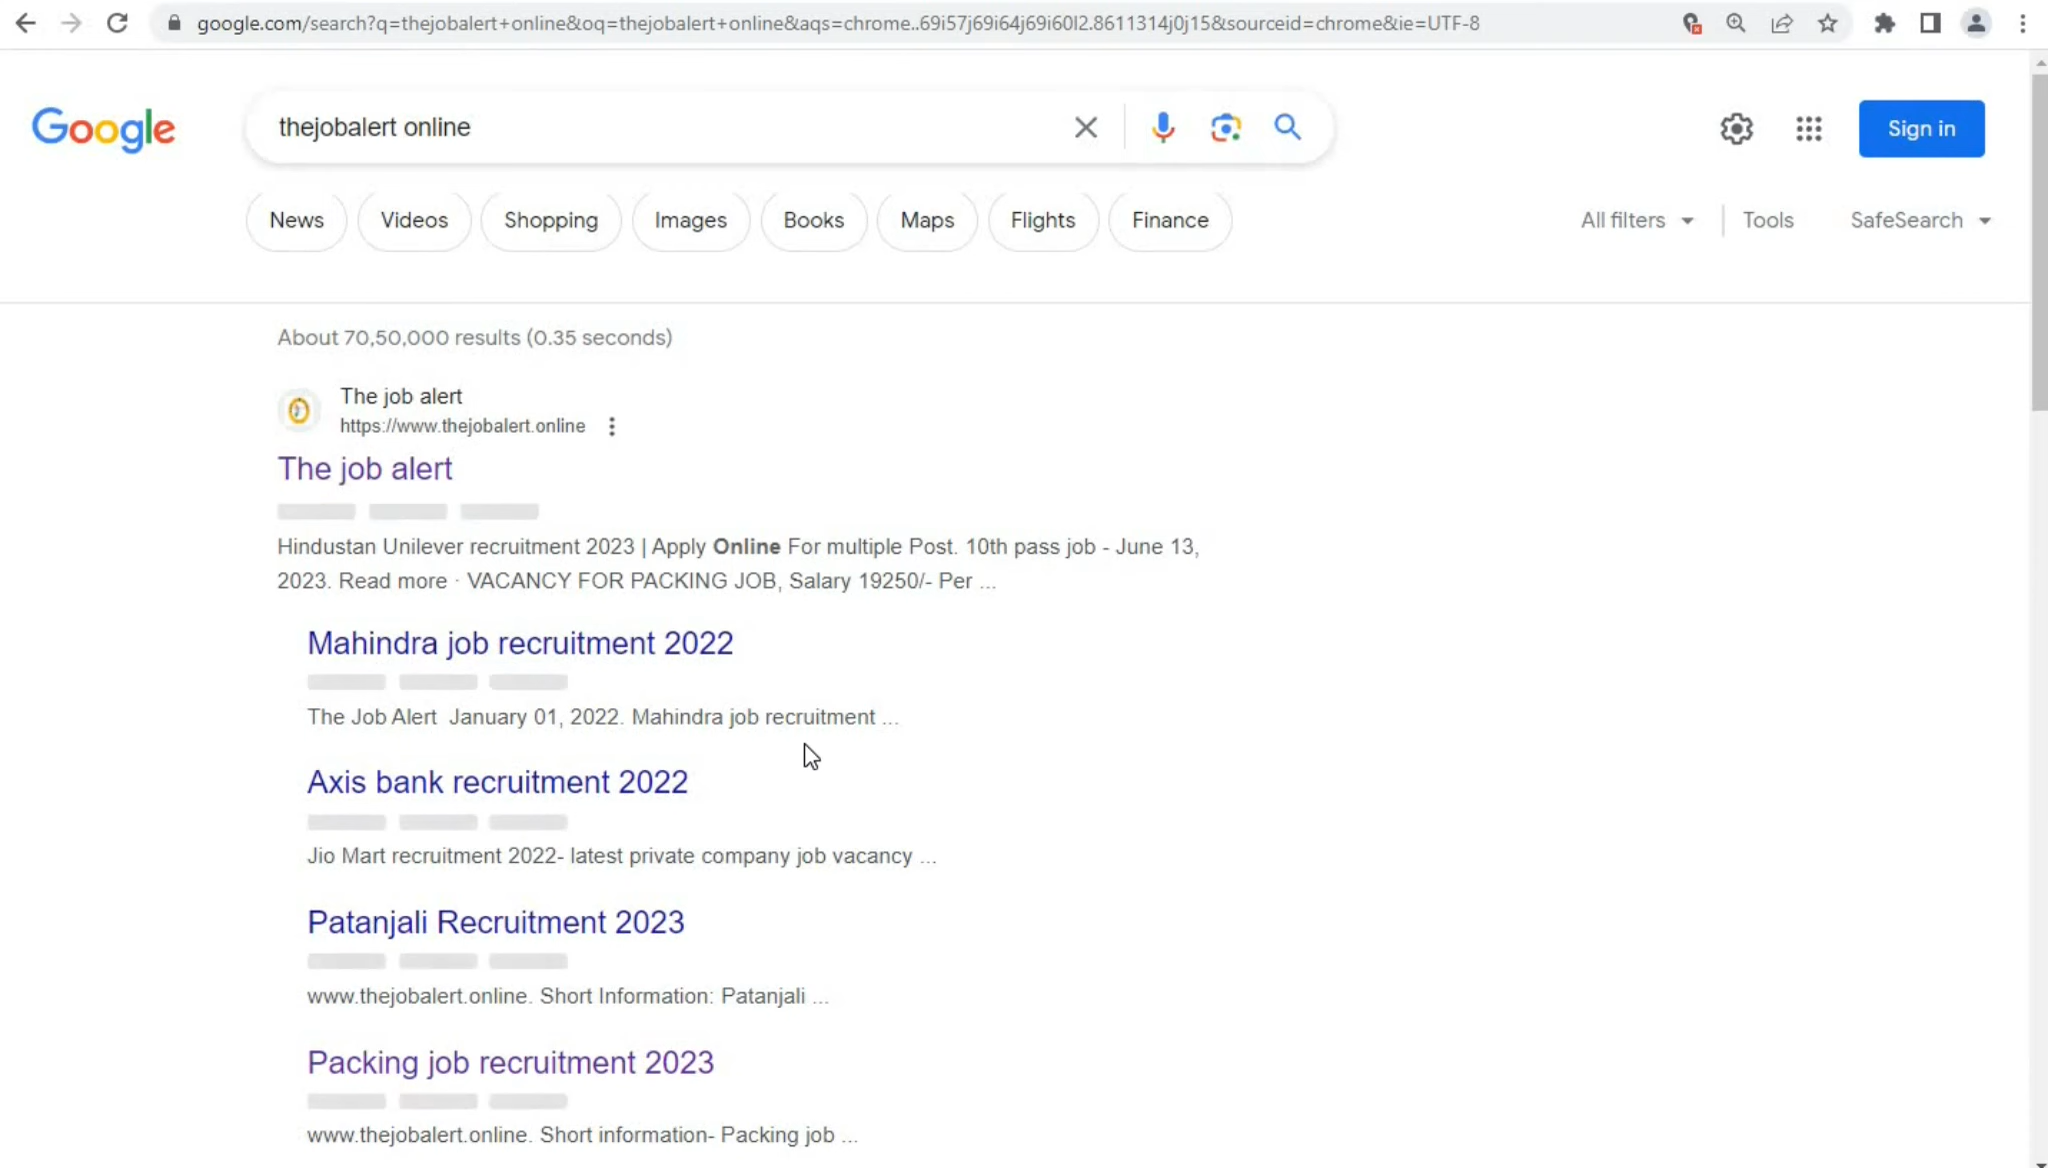 google.com/search?q=thejobalert+online&oq=thejobalert+online&aqs=chrome..69i57j69i64j69i60l2.8611314j0j15&sourceid=chrome&ie=UTF-8
Google
thejobalert online
Sign in
News Videos Shopping Images Books Maps Flights Finance All filters Tools SafeSearch
About 70,50,000 results (0.35 seconds)
The job alert
https://www.thejobalert.online
The job alert
Hindustan Unilever recruitment 2023 | Apply Online For multiple Post. 10th pass job - June 13,
2023. Read more · VACANCY FOR PACKING JOB, Salary 19250/- Per ...
Mahindra job recruitment 2022
The Job Alert January 01, 2022. Mahindra job recruitment ...
Axis bank recruitment 2022
Jio Mart recruitment 2022- latest private company job vacancy ...
Patanjali Recruitment 2023
www.thejobalert.online. Short Information: Patanjali ...
Packing job recruitment 2023
www.thejobalert.online. Short information- Packing job ...